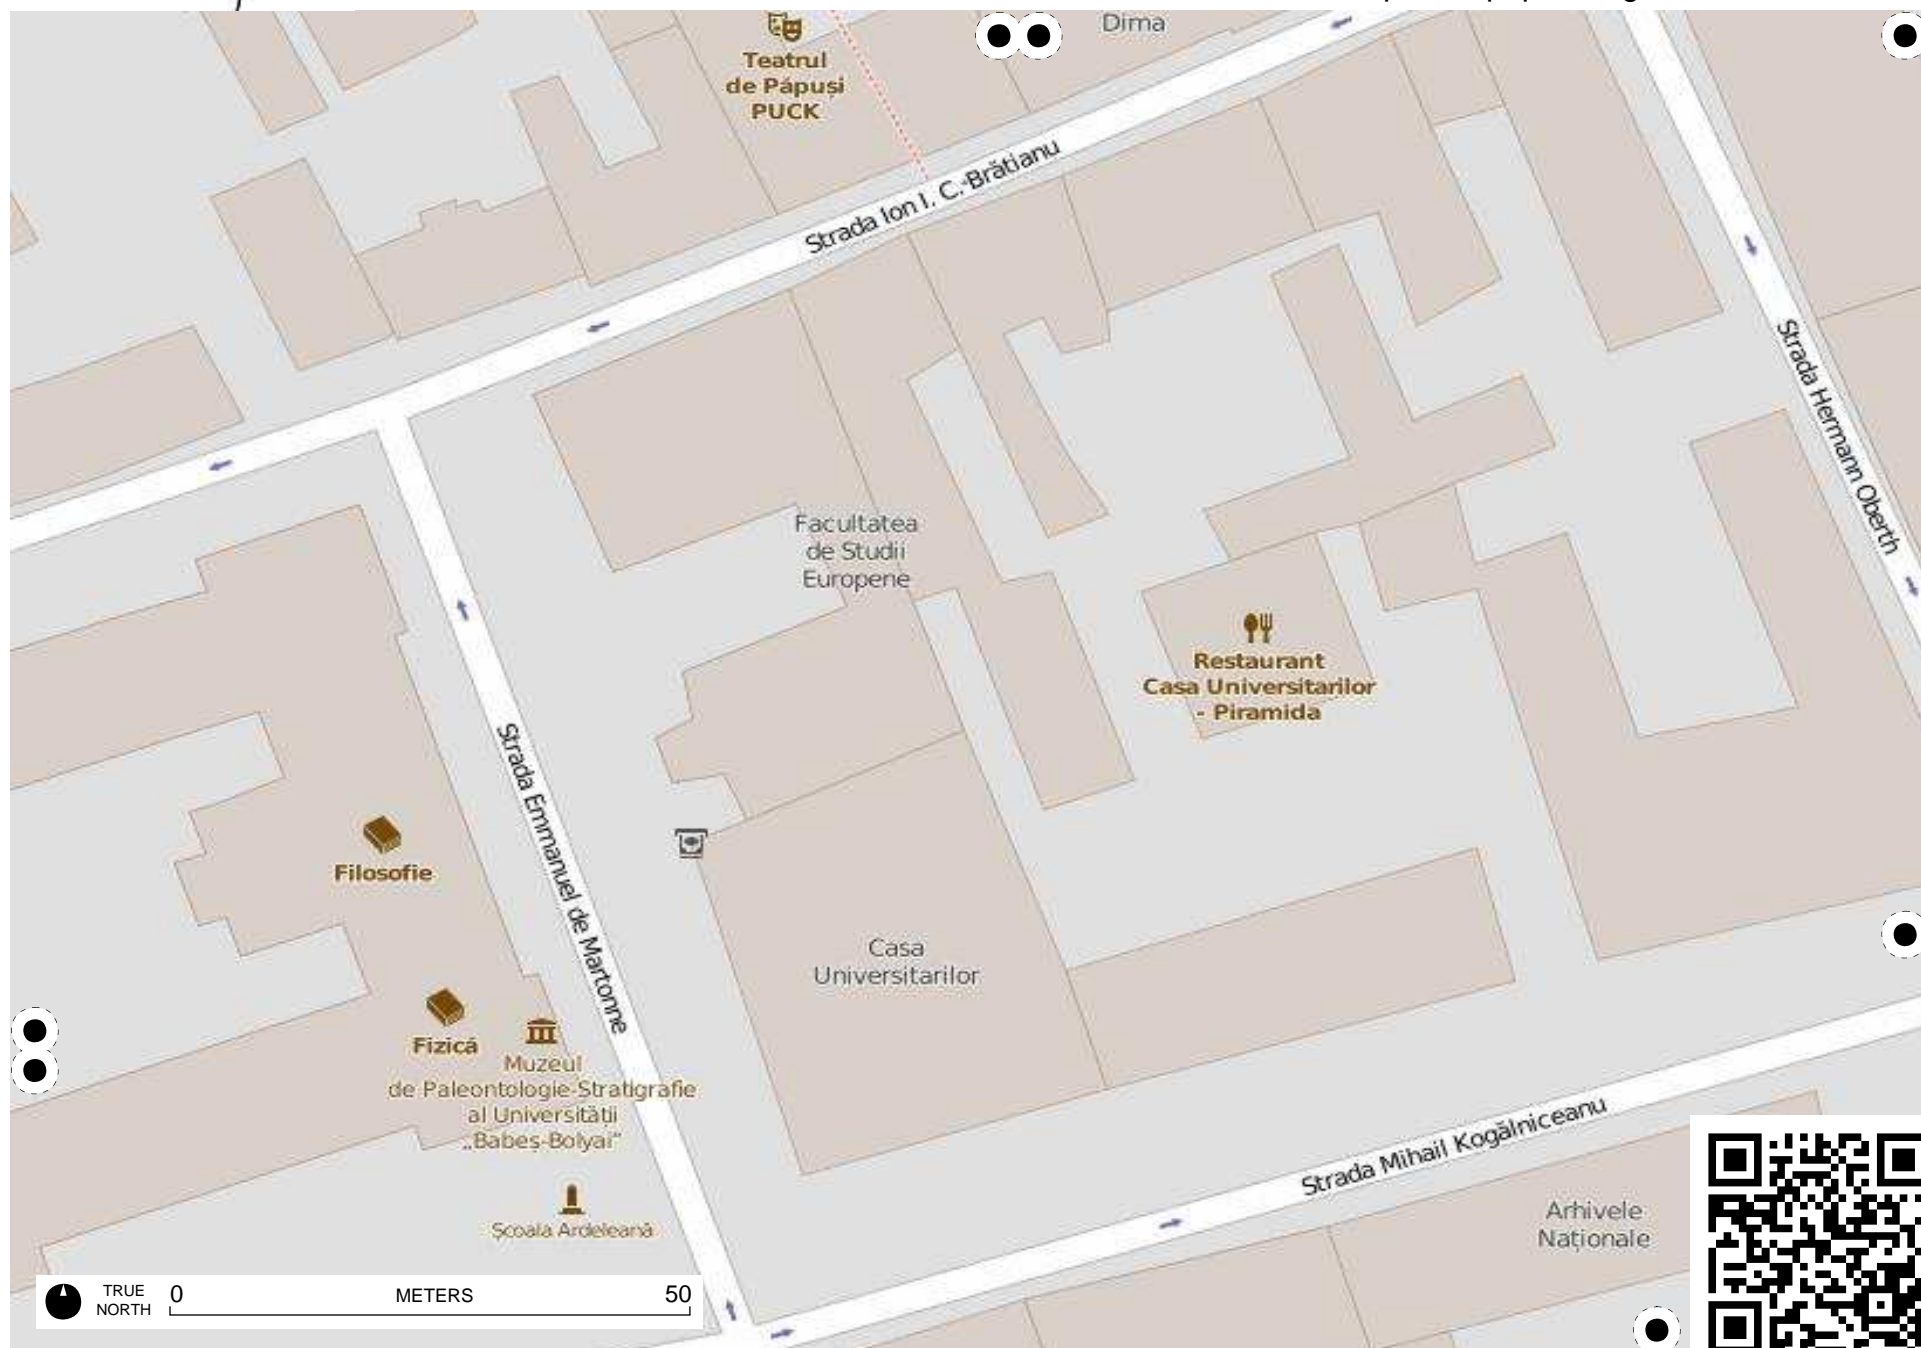 Dima
Teatrul
de Păpuși
PUCK
Strada Ion I. C. Brătianu
Strada Hermann Oberth
Facultatea
de Studii
Europene
Restaurant
Casa Universitarilor
- Piramida
Strada Emmanuel de Martonne
Filosofie
Casa
Universitarilor
Fizică
Muzeul
de Paleontologie-Stratigrafie
al Universității
„Babeș-Bolyai”
Strada Mihail Kogălniceanu
Școala Ardeleană
Arhivele
Naționale
TRUE
NORTH
0 METERS 50